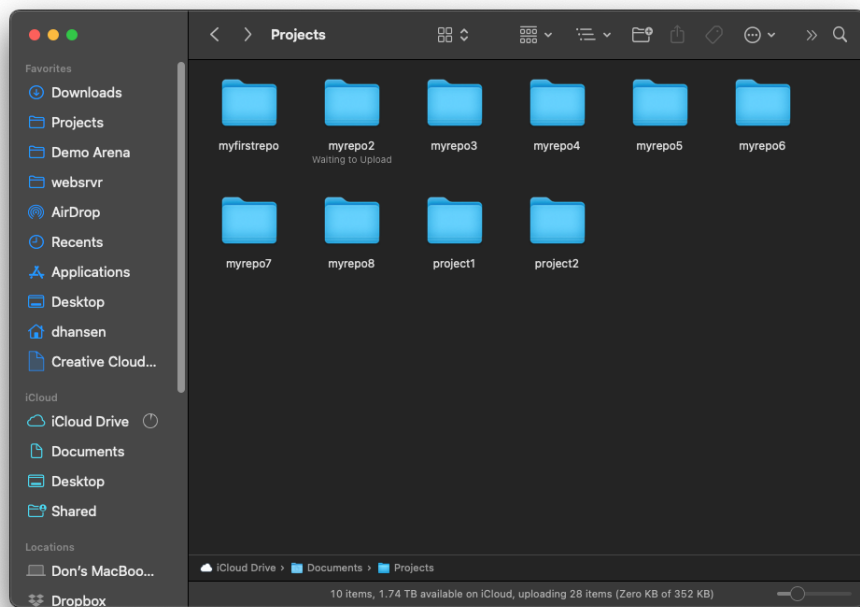 Projects
Favorites
Downloads
Projects
Demo Arena
websrvr
AirDrop
Recents
Applications
Desktop
dhansen
Creative Cloud...
iCloud
iCloud Drive
Documents
Desktop
Shared
Locations
Don's MacBoo...
Dropbox
myfirstrepo myrepo2 myrepo3 myrepo4 myrepo5 myrepo6
Waiting to Upload
myrepo7 myrepo8 project1 project2
iCloud Drive › Documents › Projects
10 items, 1.74 TB available on iCloud, uploading 28 items (Zero KB of 352 KB)